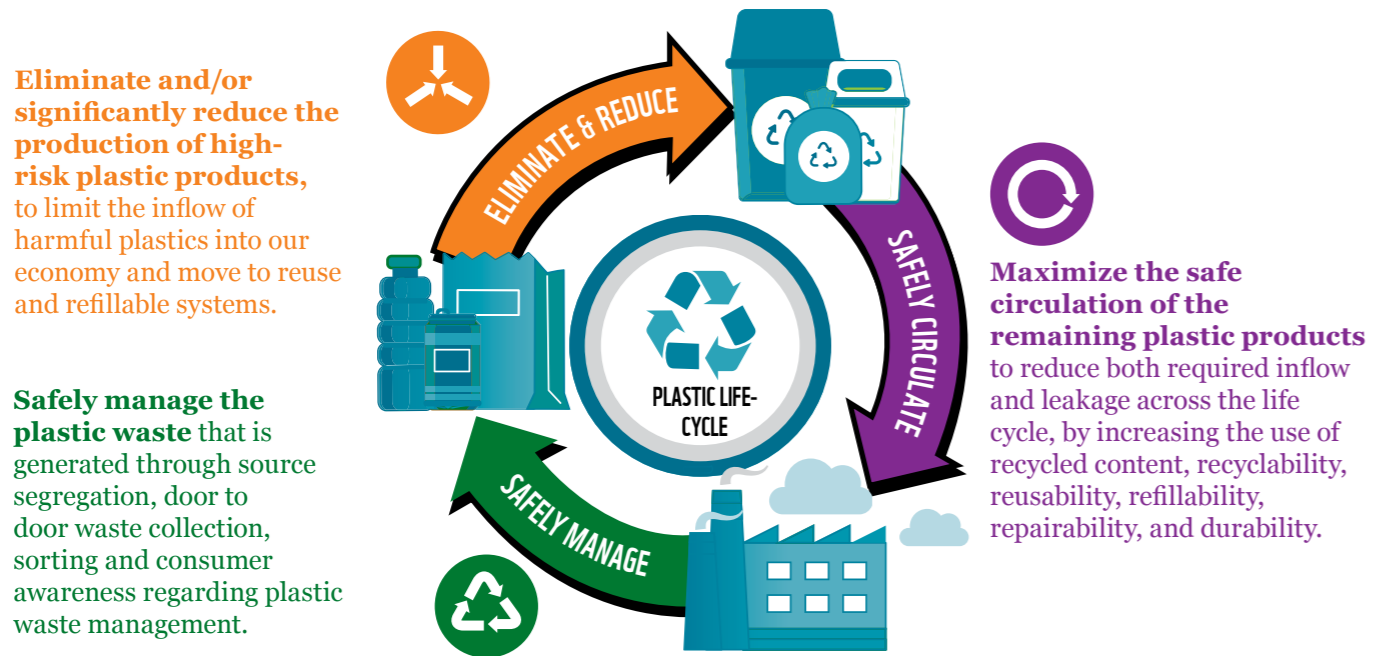 Eliminate and/or
significantly reduce the
production of high-
risk plastic products,
to limit the inflow of
harmful plastics into our
economy and move to reuse
and refillable systems.
Safely manage the
plastic waste that is
generated through source
segregation, door to
door waste collection,
sorting and consumer
awareness regarding plastic
waste management.
ELIMINATE & REDUCE
SAFELY CIRCULATE
SAFELY MANAGE
PLASTIC LIFE-
CYCLE
Maximize the safe
circulation of the
remaining plastic products
to reduce both required inflow
and leakage across the life
cycle, by increasing the use of
recycled content, recyclability,
reusability, refillability,
repairability, and durability.